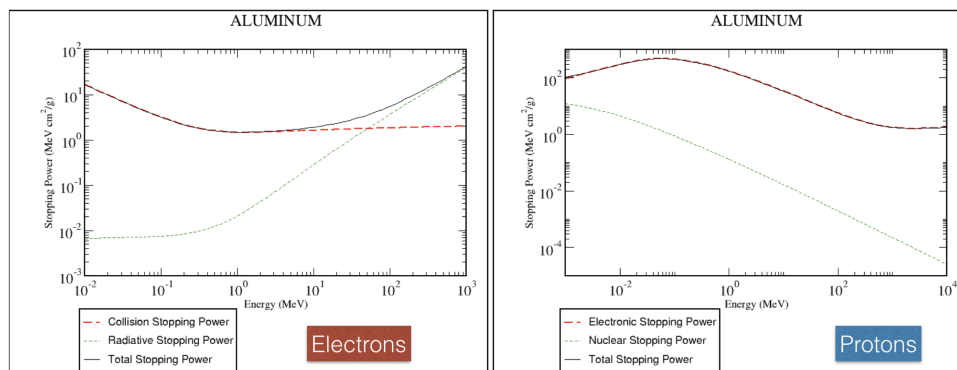 ALUMINUM
Stopping Power (MeV cm²/g)
10²
10¹
10⁰
10⁻¹
10⁻²
10⁻³
10⁻²
10⁻¹
10⁰
10¹
10²
10³
Energy (MeV)
Collision Stopping Power
Radiative Stopping Power
Total Stopping Power
Electrons
ALUMINUM
Stopping Power (MeV cm²/g)
10²
10⁰
10⁻²
10⁻⁴
10⁻²
10⁰
10²
10⁴
Energy (MeV)
Electronic Stopping Power
Nuclear Stopping Power
Total Stopping Power
Protons